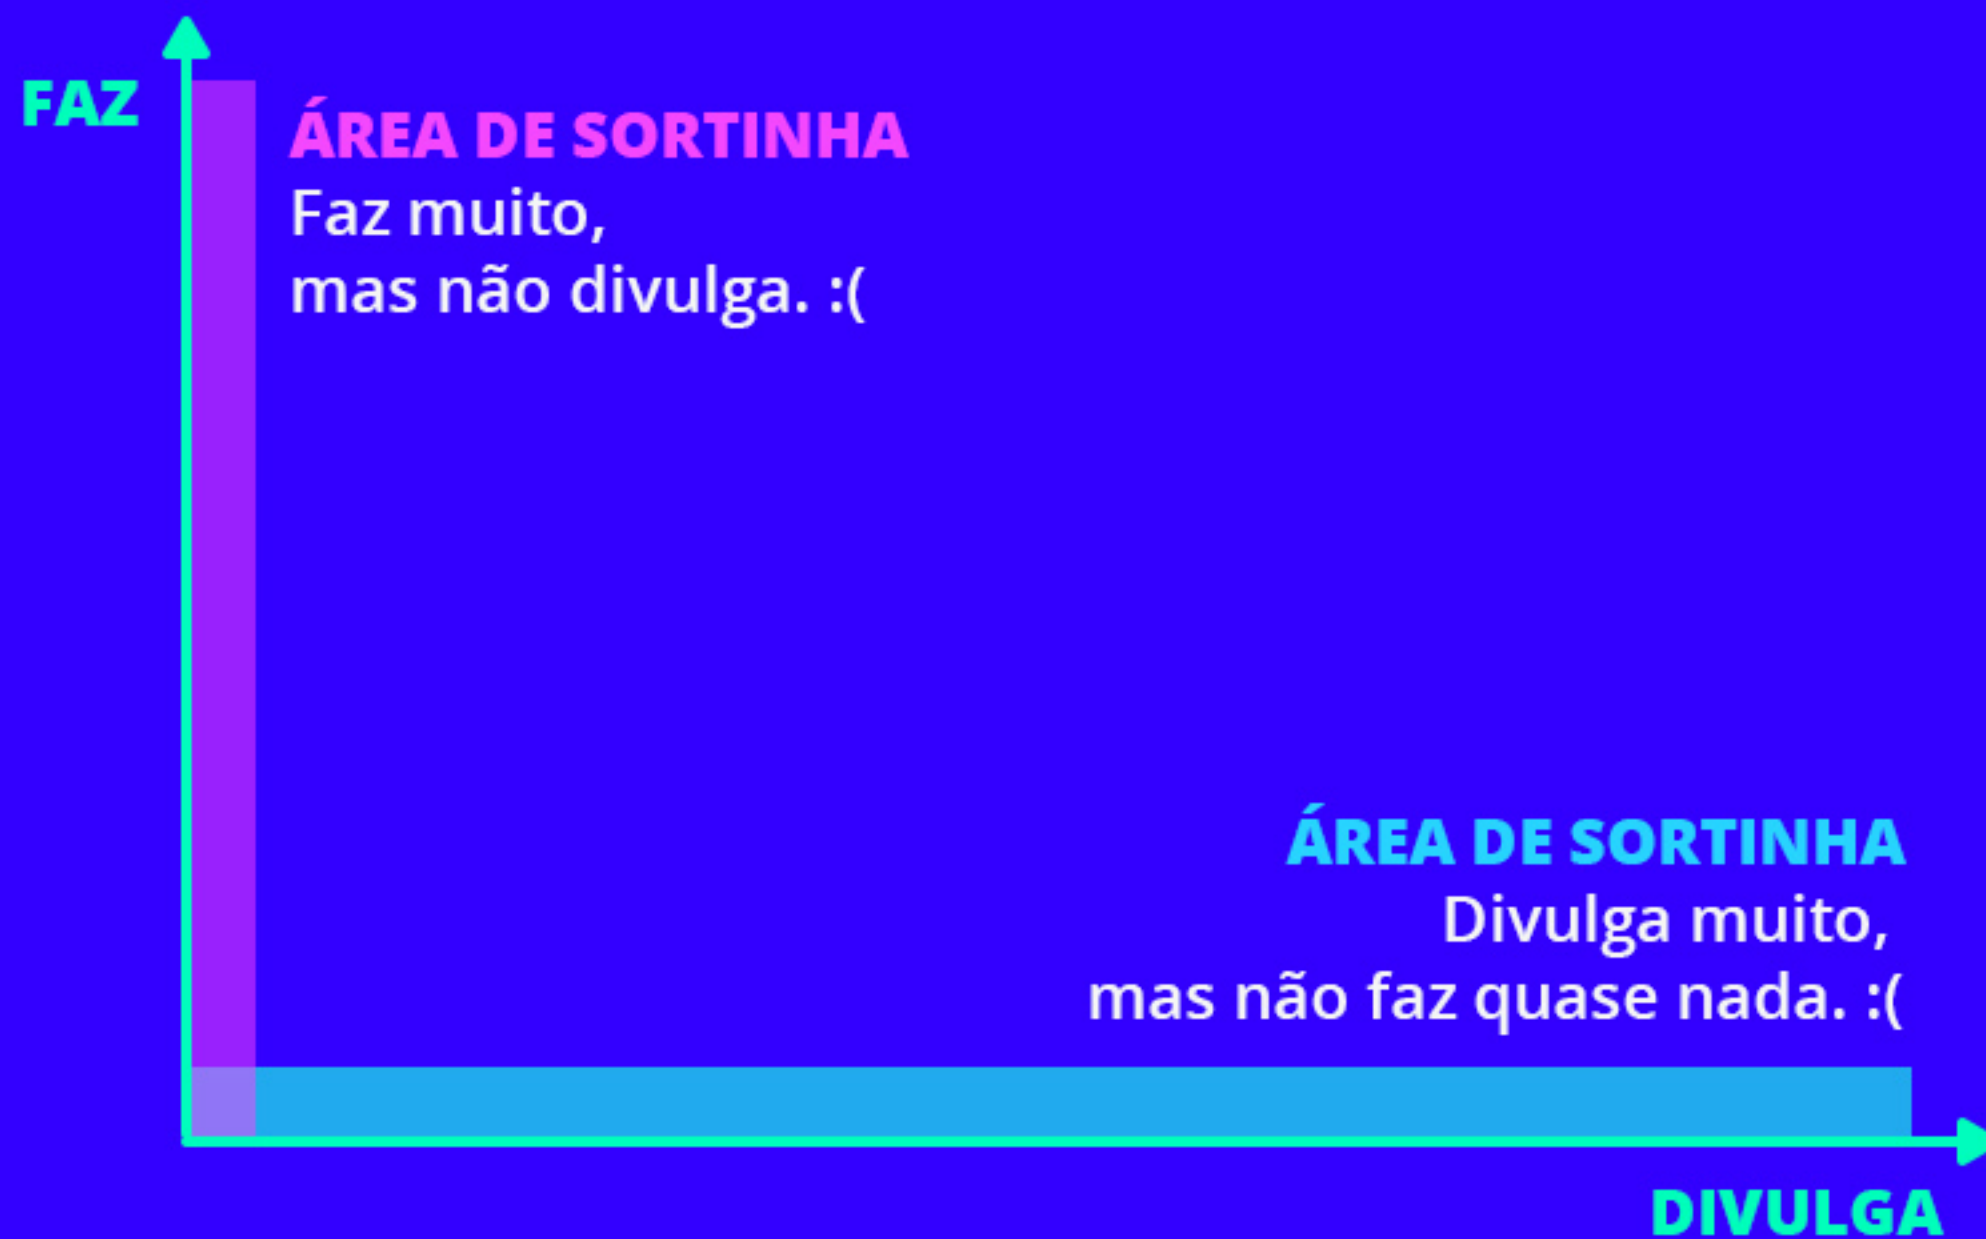 FAZ
ÁREA DE SORTINHA
Faz muito,
mas não divulga. :(
ÁREA DE SORTINHA
Divulga muito,
mas não faz quase nada. :(
DIVULGA